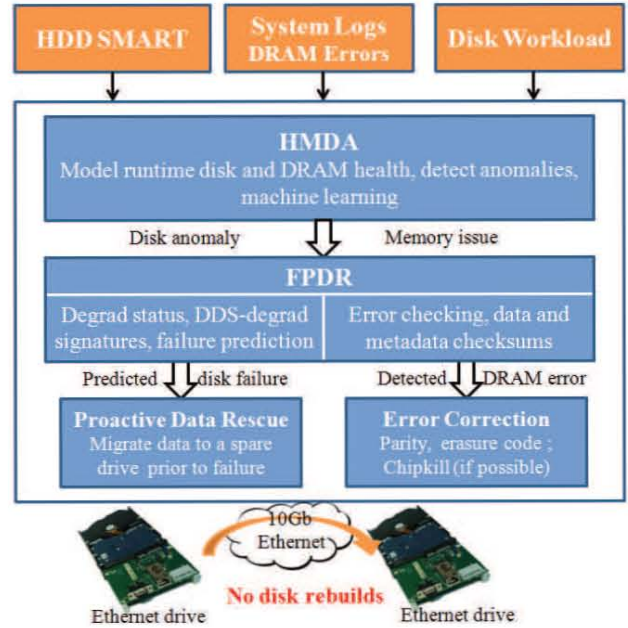 HDD SMART
System Logs
DRAM Errors
Disk Workload
HMDA
Model runtime disk and DRAM health, detect anomalies,
machine learning
Disk anomaly
Memory issue
FPDR
Degrad status, DDS-degrad
signatures, failure prediction
Error checking, data and
metadata checksums
Predicted disk failure
Detected DRAM error
Proactive Data Rescue
Migrate data to a spare
drive prior to failure
Error Correction
Parity, erasure code ;
Chipkill (if possible)
10Gb
Ethernet
No disk rebuilds
Ethernet drive
Ethernet drive